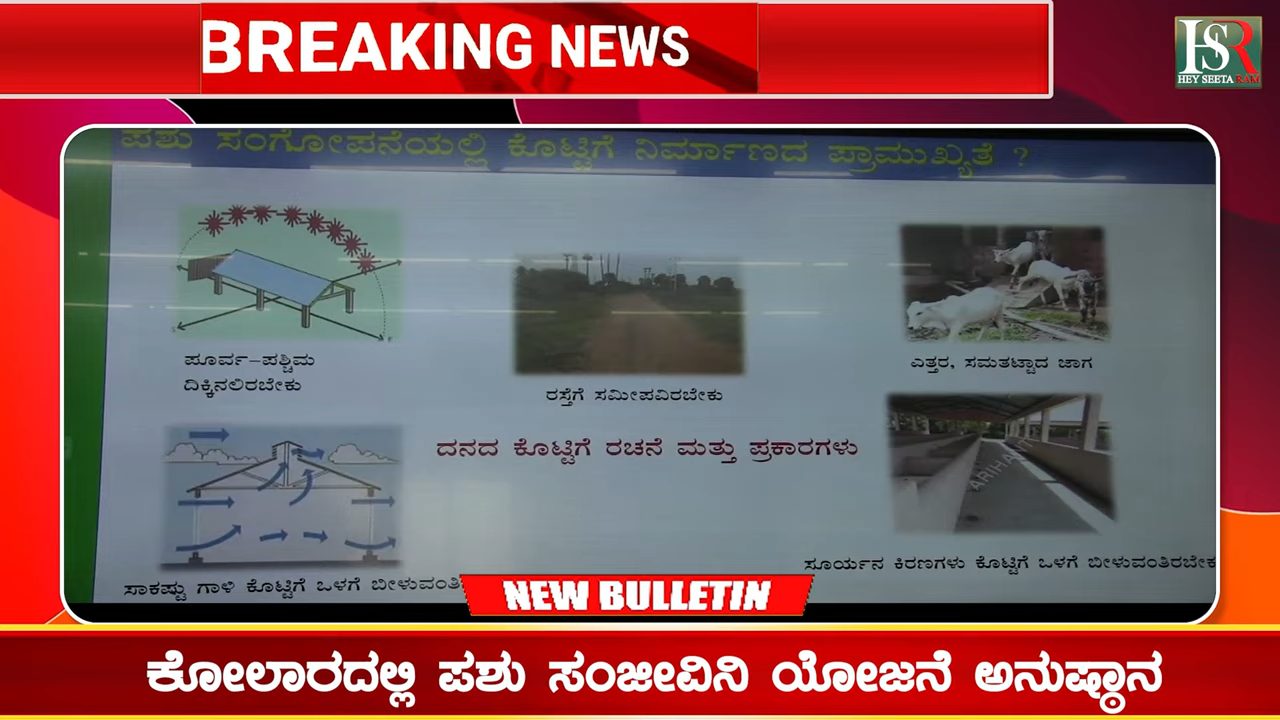 BREAKING NEWS
HSR
HEY SEETA RAM
ಪಶು ಸಂಗೋಪನೆಯಲ್ಲಿ ಕೊಟ್ಟಿಗೆ ನಿರ್ಮಾಣದ ಪ್ರಾಮುಖ್ಯತೆ ?
ಪೂರ್ವ-ಪಶ್ಚಿಮ
ದಿಕ್ಕಿನಲಿರಬೇಕು
ರಸ್ತೆಗೆ ಸಮೀಪವಿರಬೇಕು
ಎತ್ತರ, ಸಮತಟ್ಟಾದ ಜಾಗ
ದನದ ಕೊಟ್ಟಿಗೆ ರಚನೆ ಮತ್ತು ಪ್ರಕಾರಗಳು
ARIHA
ಸಾಕಷ್ಟು ಗಾಳಿ ಕೊಟ್ಟಿಗೆ ಒಳಗೆ
ಸೂರ್ಯನ ಕಿರಣಗಳು ಕೊಟ್ಟಿಗೆ ಒಳಗೆ ಬೀಳುವಂತಿರಬೇಕ
NEW BULLETIN
ಕೋಲಾರದಲ್ಲಿ ಪಶು ಸಂಜೀವಿನಿ ಯೋಜನೆ ಅನುಷ್ಠಾನ